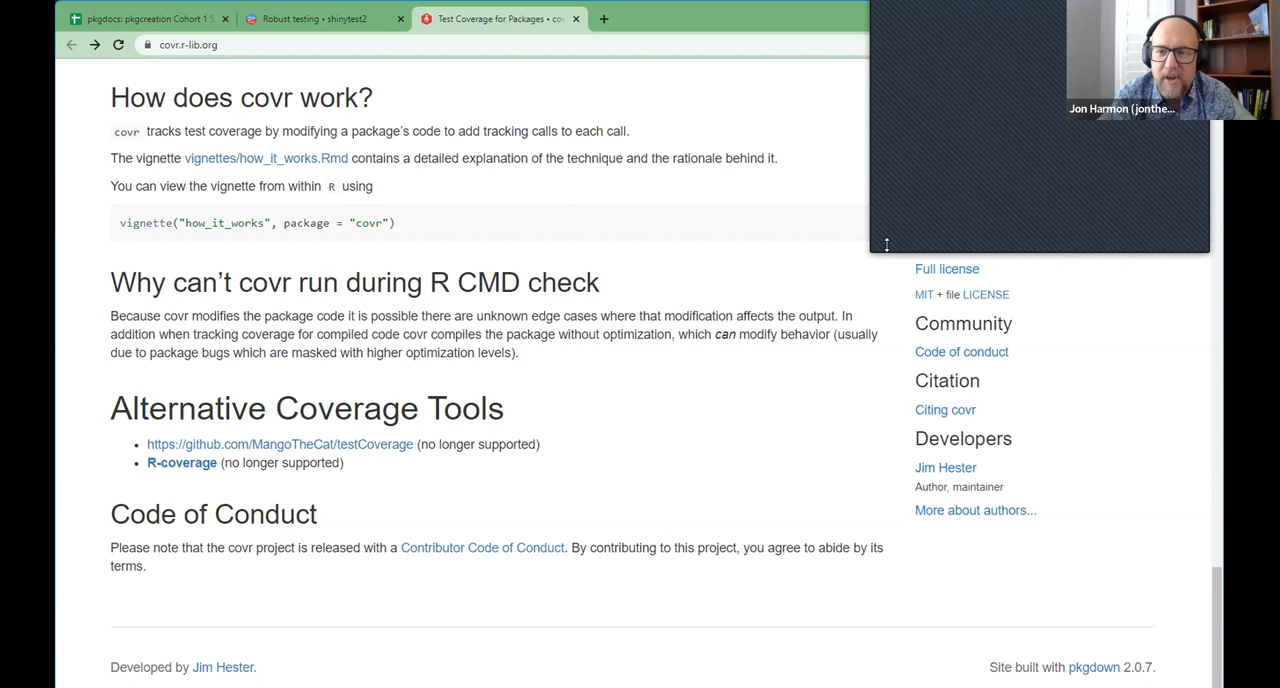 pkgdocs: pkgcreation Cohort 1 S
Robust testing • shinytest2
Test Coverage for Packages • cov
covr.r-lib.org
Jon Harmon (jonthe...
How does covr work?
covr tracks test coverage by modifying a package's code to add tracking calls to each call.
The vignette vignettes/how_it_works.Rmd contains a detailed explanation of the technique and the rationale behind it.
You can view the vignette from within R using
vignette("how_it_works", package = "covr")
Why can't covr run during R CMD check
Because covr modifies the package code it is possible there are unknown edge cases where that modification affects the output. In
addition when tracking coverage for compiled code covr compiles the package without optimization, which can modify behavior (usually
due to package bugs which are masked with higher optimization levels).
Alternative Coverage Tools
• https://github.com/MangoTheCat/testCoverage (no longer supported)
• R-coverage (no longer supported)
Code of Conduct
Please note that the covr project is released with a Contributor Code of Conduct. By contributing to this project, you agree to abide by its
terms.
Full license
MIT + file LICENSE
Community
Code of conduct
Citation
Citing covr
Developers
Jim Hester
Author, maintainer
More about authors...
Developed by Jim Hester.
Site built with pkgdown 2.0.7.